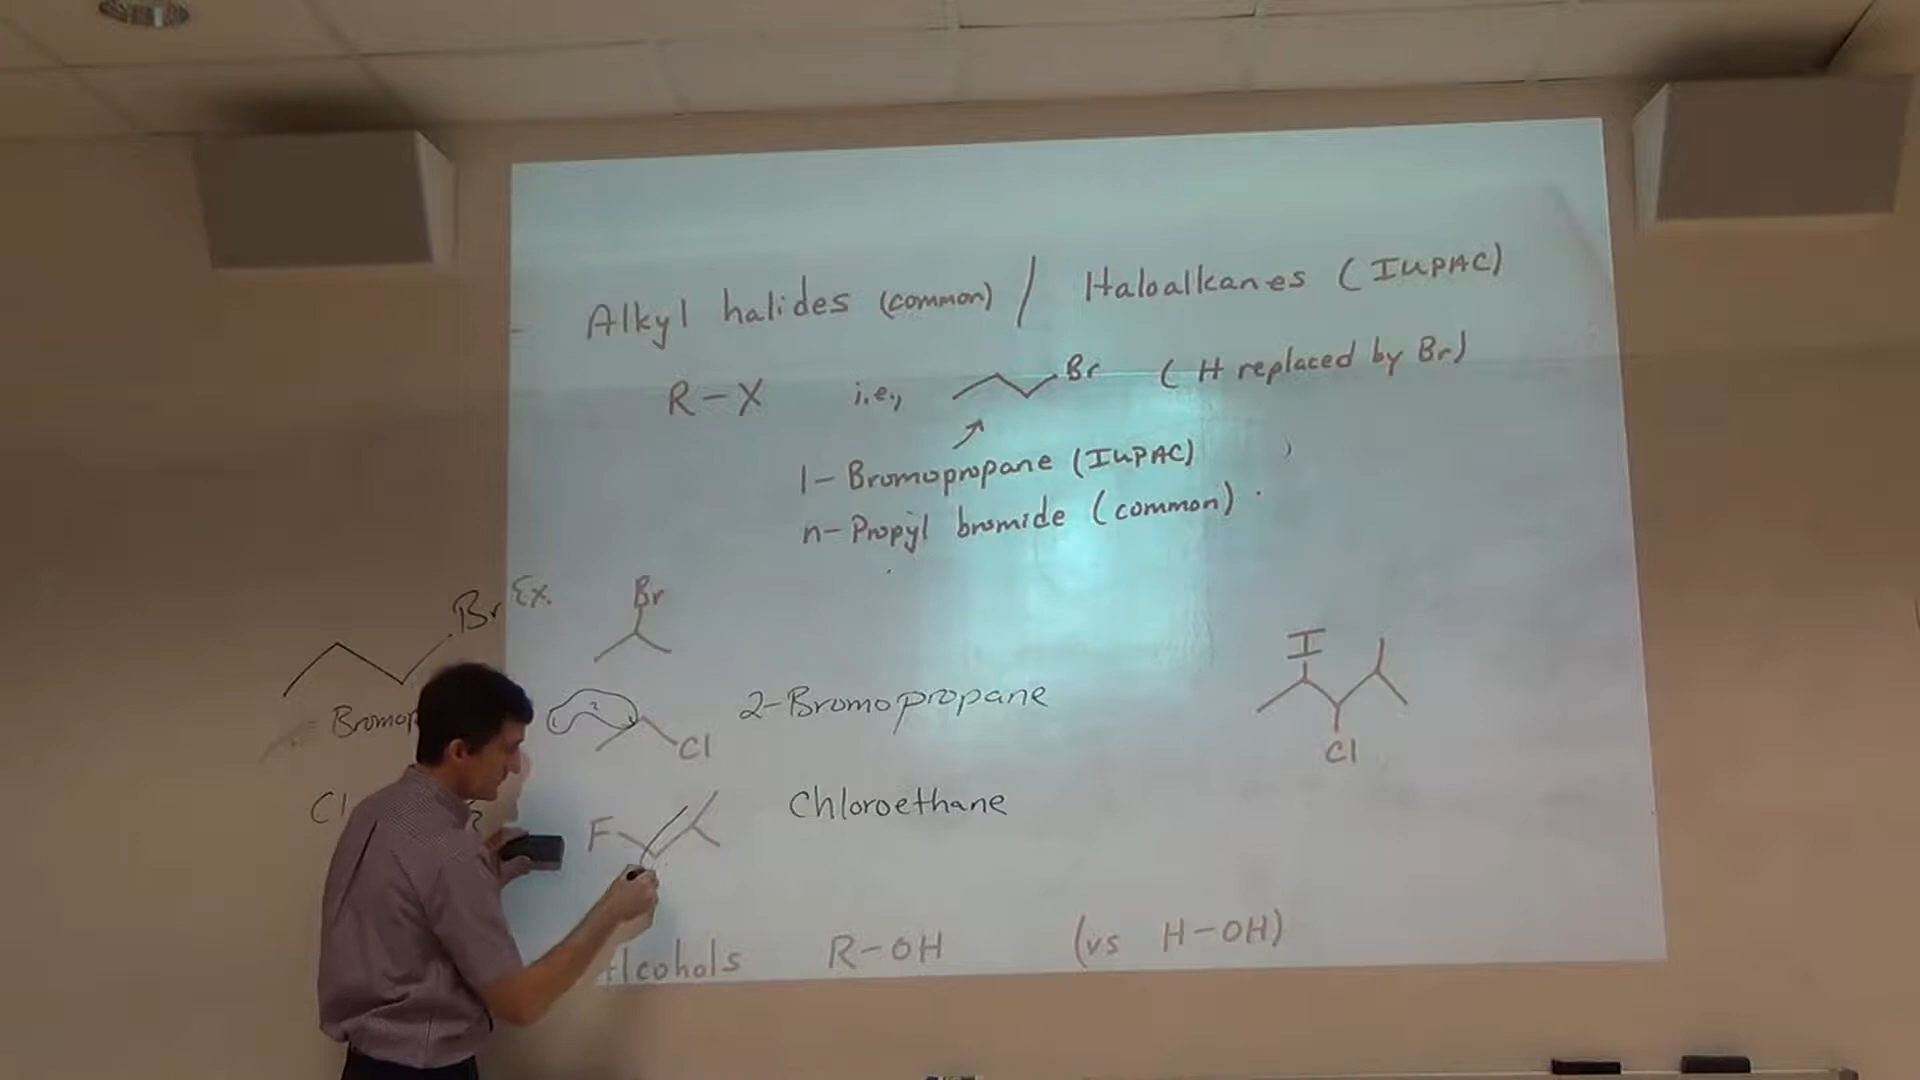 Alkyl halides (common) / Haloalkanes (IUPAC)
R-X i.e., Br (H replaced by Br)
1-Bromopropane (IUPAC)
n-Propyl bromide (common)
Br Ex. Br
I
2-Bromopropane
Cl
Cl
Cl
F
Chloroethane
R-OH (vs H-OH)